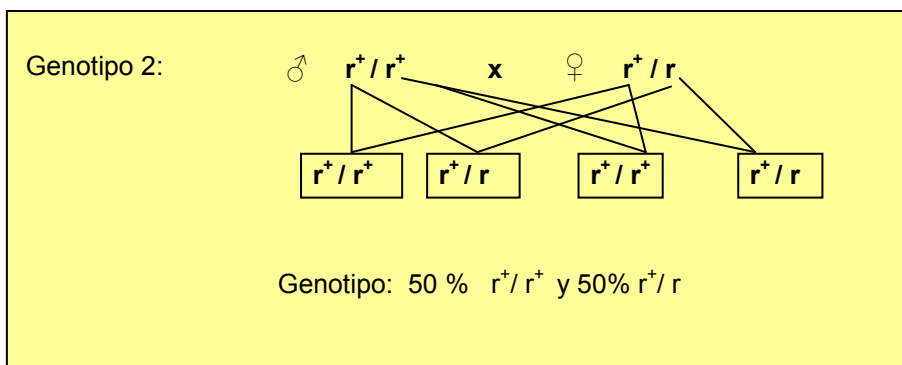 Genotipo 2: ♂ r⁺ / r⁺ x ♀ r⁺ / r
r⁺ / r⁺ r⁺ / r r⁺ / r⁺ r⁺ / r
Genotipo: 50 % r⁺/ r⁺ y 50% r⁺/ r